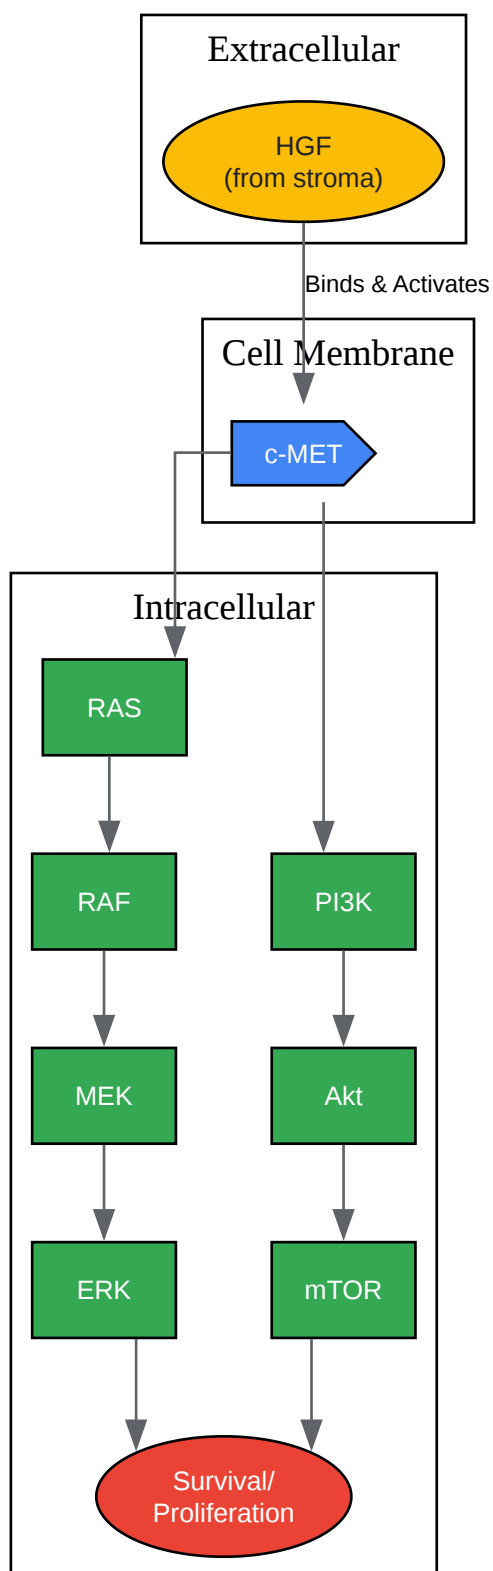 Extracellular
HGF
(from stroma)
Binds & Activates
Cell Membrane
c-MET
Intracellular
RAS
RAF
PI3K
MEK
Akt
ERK
mTOR
Survival/
Proliferation